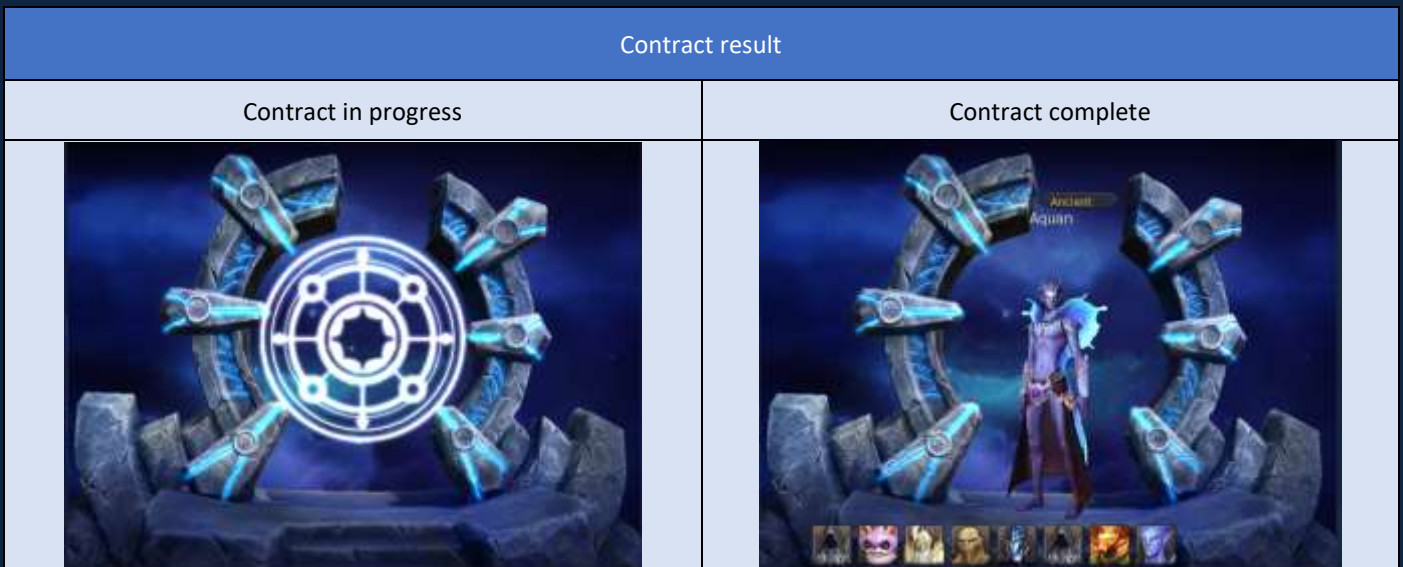 Contract result
Contract in progress
Contract complete
Ancient
Aquan